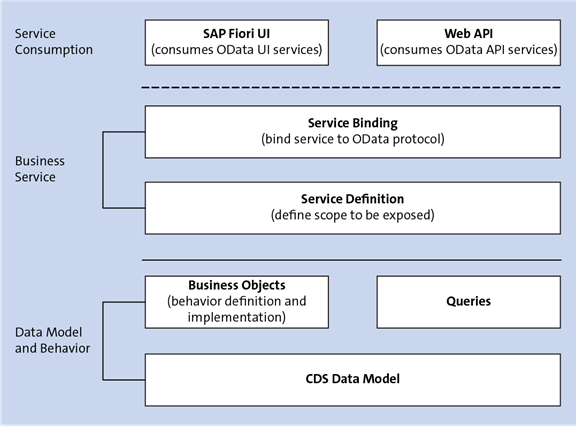 Service
Consumption
SAP Fiori UI
(consumes OData UI services)
Web API
(consumes OData API services)
Business
Service
Service Binding
(bind service to OData protocol)
Service Definition
(define scope to be exposed)
Data Model
and Behavior
Business Objects
(behavior definition and
implementation)
Queries
CDS Data Model